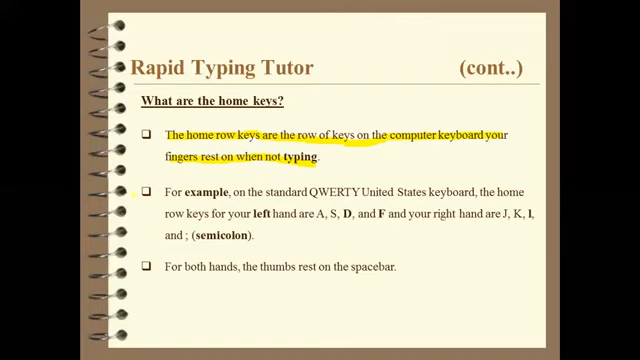 Rapid Typing Tutor (cont..)
What are the home keys?
❑ The home row keys are the row of keys on the computer keyboard your
fingers rest on when not typing.
❑ For example, on the standard QWERTY United States keyboard, the home
row keys for your left hand are A, S, D, and F and your right hand are J, K, l,
and ; (semicolon).
❑ For both hands, the thumbs rest on the spacebar.